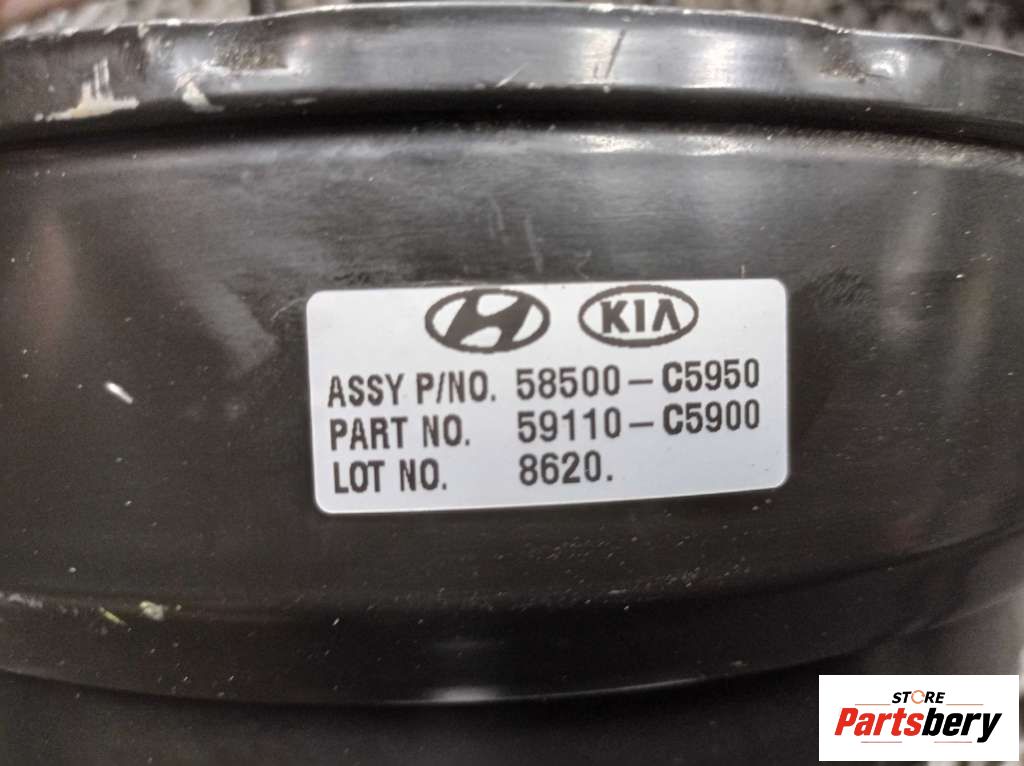 KIA
ASSY P/NO. 58500-C5950
PART NO. 59110-C5900
LOT NO. 8620.
STORE
Partsbery